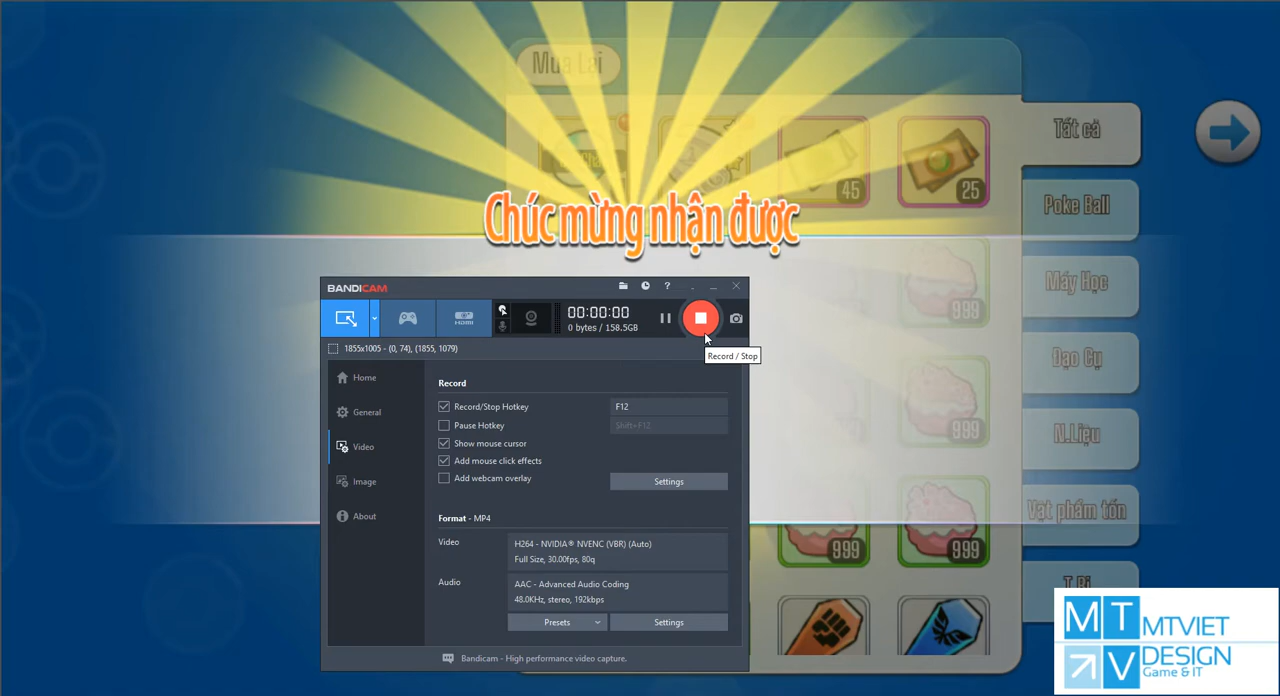 Mua Lại
Tất cả
45
25
Poke Ball
Chúc mừng nhận được
Máy Học
999
BANDICAM
?
HDMI
00:00:00
0 bytes / 158.5GB
1855x1005 - (0, 74), (1855, 1079)
Record / Stop
Đạo Cụ
Home
Record
999
General
Record/Stop Hotkey
F12
Pause Hotkey
Shift+F12
N.Liệu
Video
Show mouse cursor
Add mouse click effects
Image
Add webcam overlay
Settings
Vật phẩm tốn
About
Format - MP4
999
999
Video
H264 - NVIDIA® NVENC (VBR) (Auto)
Full Size, 30.00fps, 80q
Audio
AAC - Advanced Audio Coding
48.0KHz, stereo, 192kbps
Presets
Settings
Bandicam - High performance video capture.
MTV
MTVIET
DESIGN
Game & IT